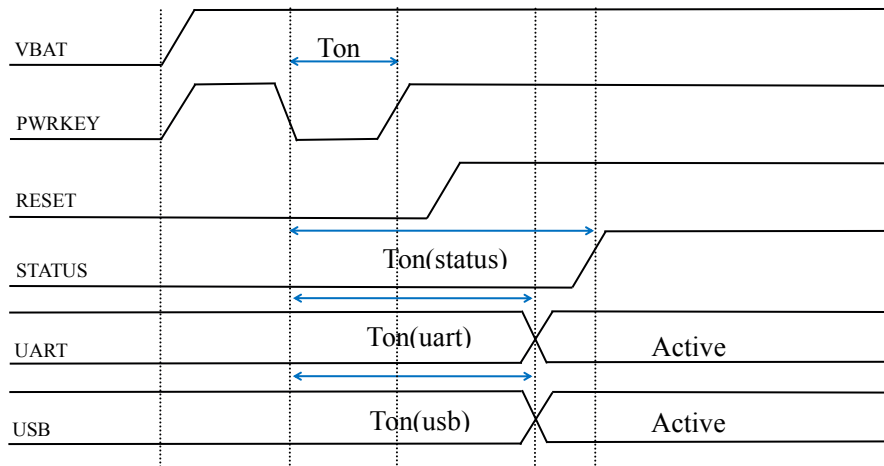 VBAT
Ton
PWRKEY
RESET
Ton(status)
STATUS
Ton(uart)
UART
Active
Ton(usb)
USB
Active